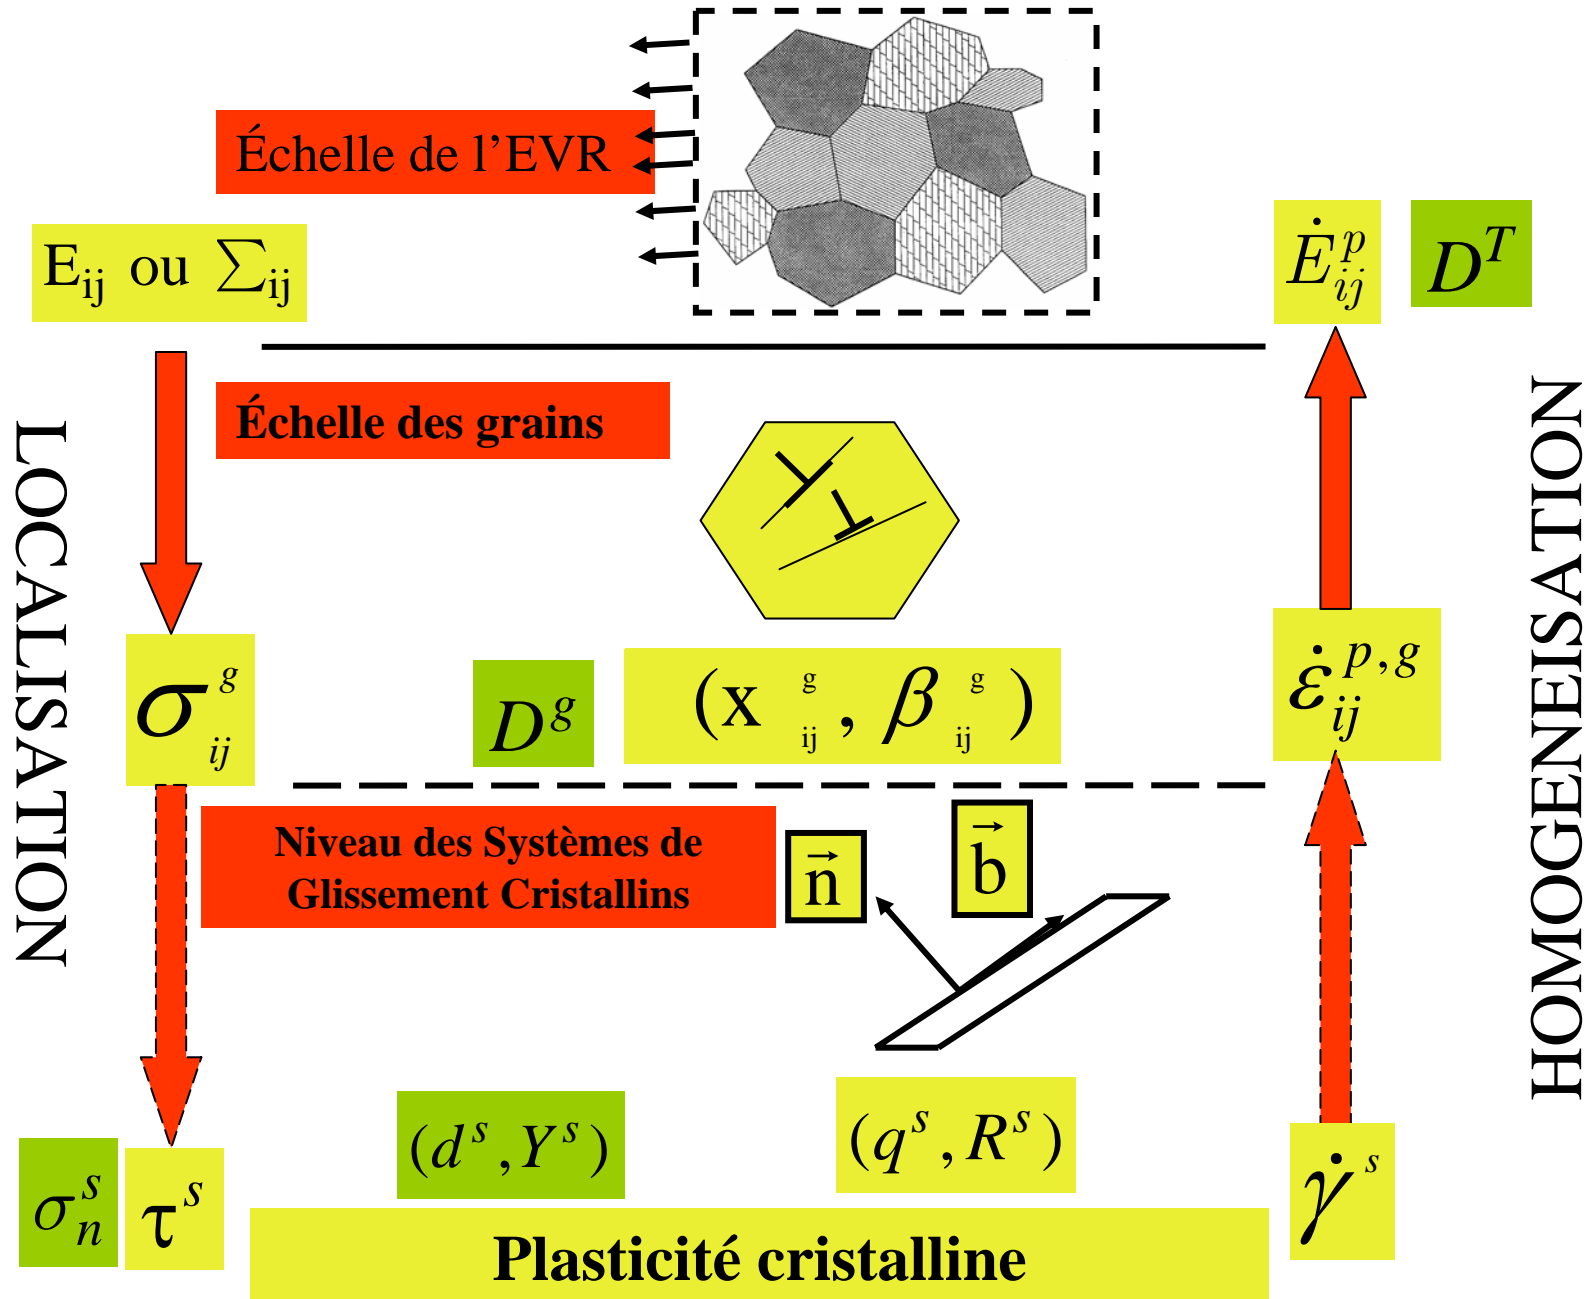 Échelle de l’EVR
E_ij ou ∑_ij
Ė^p_ij
D^T
Échelle des grains
LOCALISATION
HOMOGENEISATION
σ^g_ij
D^g
(x^g_ij, β^g_ij)
ε̇^{p,g}_ij
Niveau des Systèmes de
Glissement Cristallins
n⃗
b⃗
(d^s, Y^s)
(q^s, R^s)
σ^s_n
τ^s
γ̇^s
Plasticité cristalline